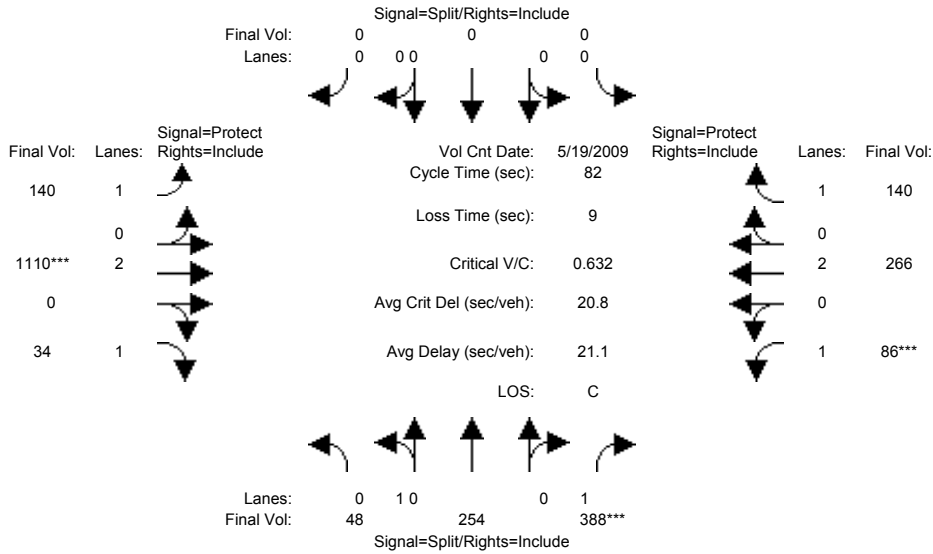 Signal=Split/Rights=Include
Final Vol: 0 0 0
Lanes: 0 0 0 0 0
Signal=Protect Signal=Protect
Final Vol: Lanes: Rights=Include Vol Cnt Date: 5/19/2009 Rights=Include Lanes: Final Vol:
Cycle Time (sec): 82
140 1 1 140
Loss Time (sec): 9
0 0
1110*** 2 Critical V/C: 0.632 2 266
0 0 Avg Crit Del (sec/veh): 20.8 0
34 1 Avg Delay (sec/veh): 21.1 1 86***
LOS: C
Lanes: 0 1 0 0 1
Final Vol: 48 254 388***
Signal=Split/Rights=Include